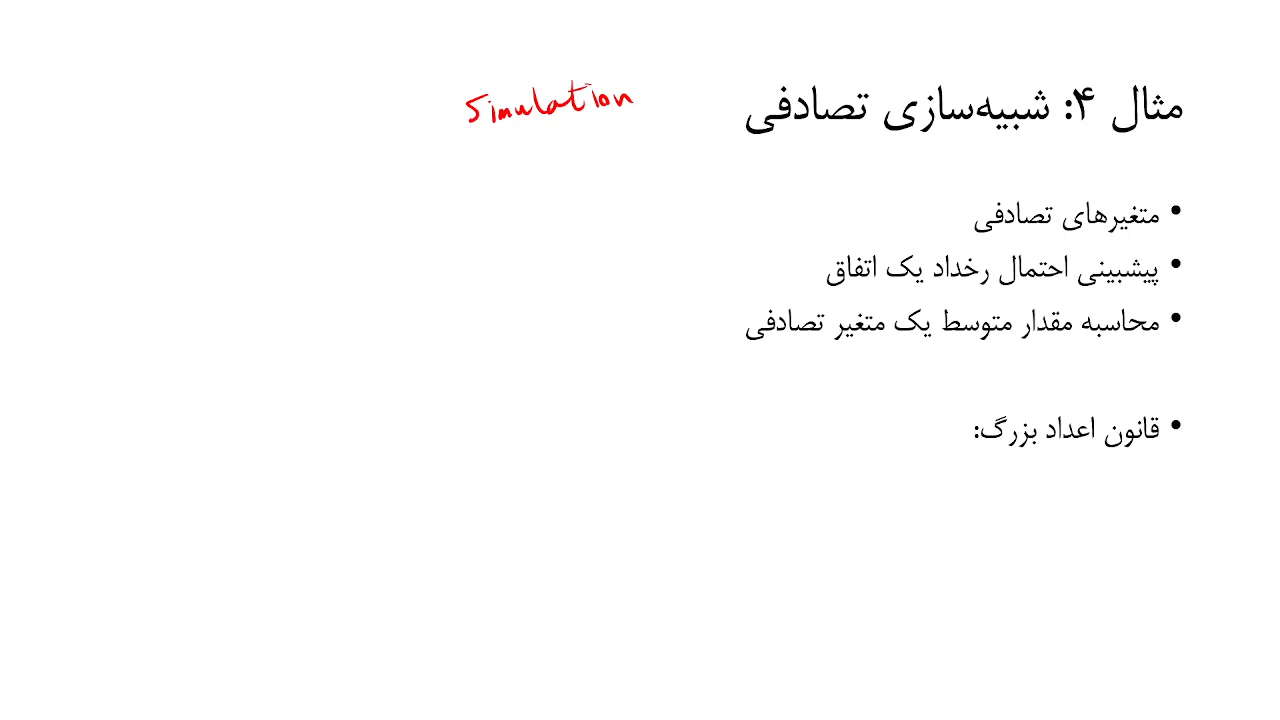 مثال ۴: شبیه‌سازی تصادفی
Simulation
• متغیرهای تصادفی
• پیشبینی احتمال رخداد یک اتفاق
• محاسبه مقدار متوسط یک متغیر تصادفی
• قانون اعداد بزرگ: